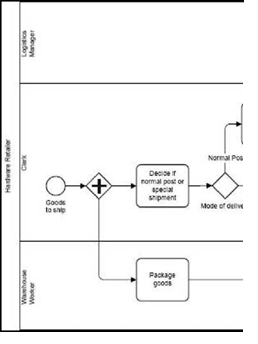 Logistics
Manager
Hardware Retailer
Clerk
Normal Pos
Decide if
normal post or
special
shipment
Goods
to ship
Mode of delive
Warehouse
Worker
Package
goods